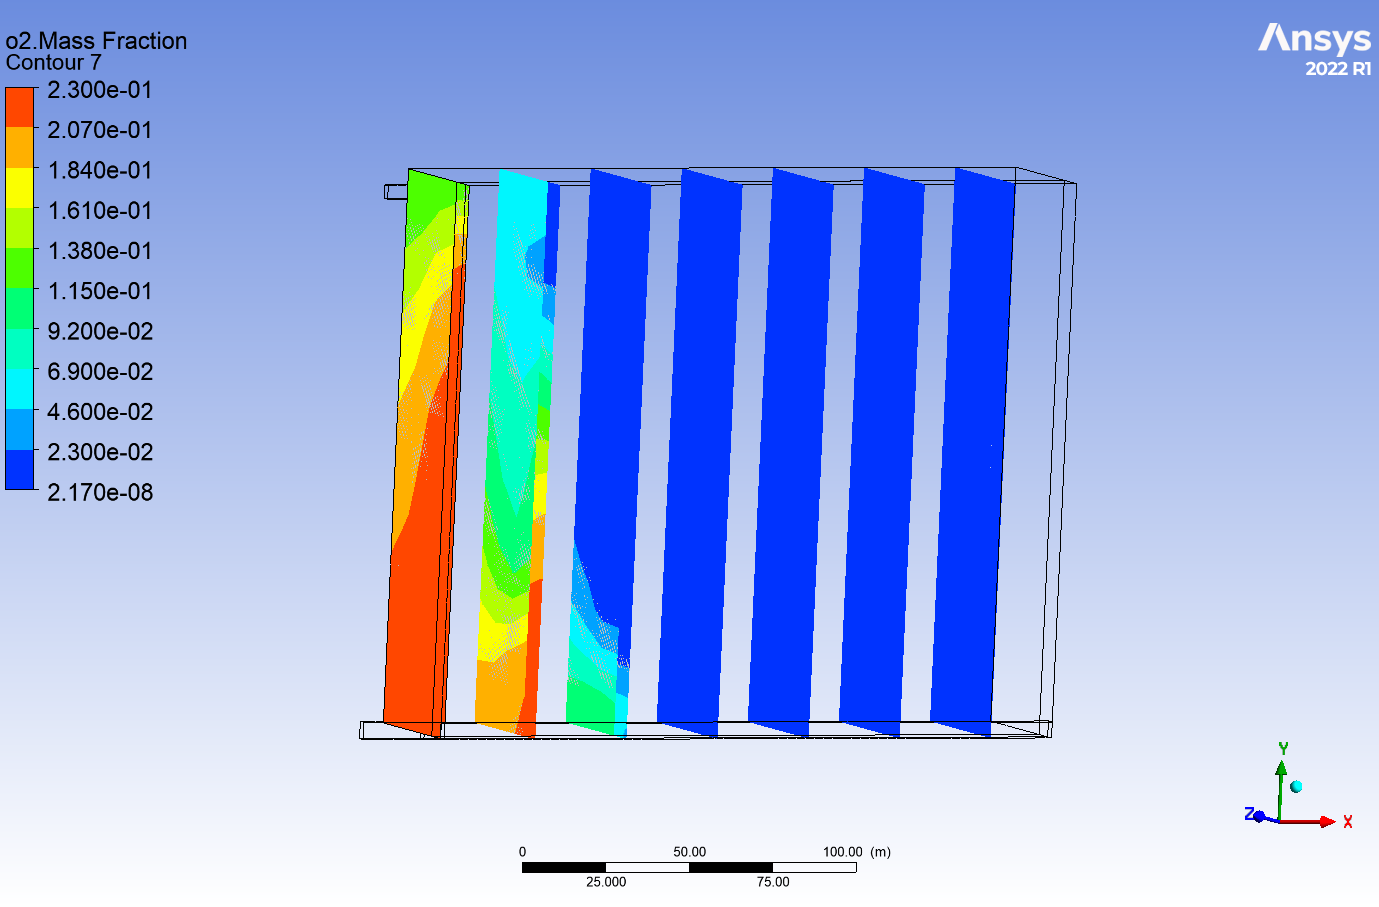 o2.Mass Fraction
Contour 7
2.300e-01
2.070e-01
1.840e-01
1.610e-01
1.380e-01
1.150e-01
9.200e-02
6.900e-02
4.600e-02
2.300e-02
2.170e-08
Ansys
2022 R1
Y
Z
X
0 50.00 100.00 (m)
25.000 75.00